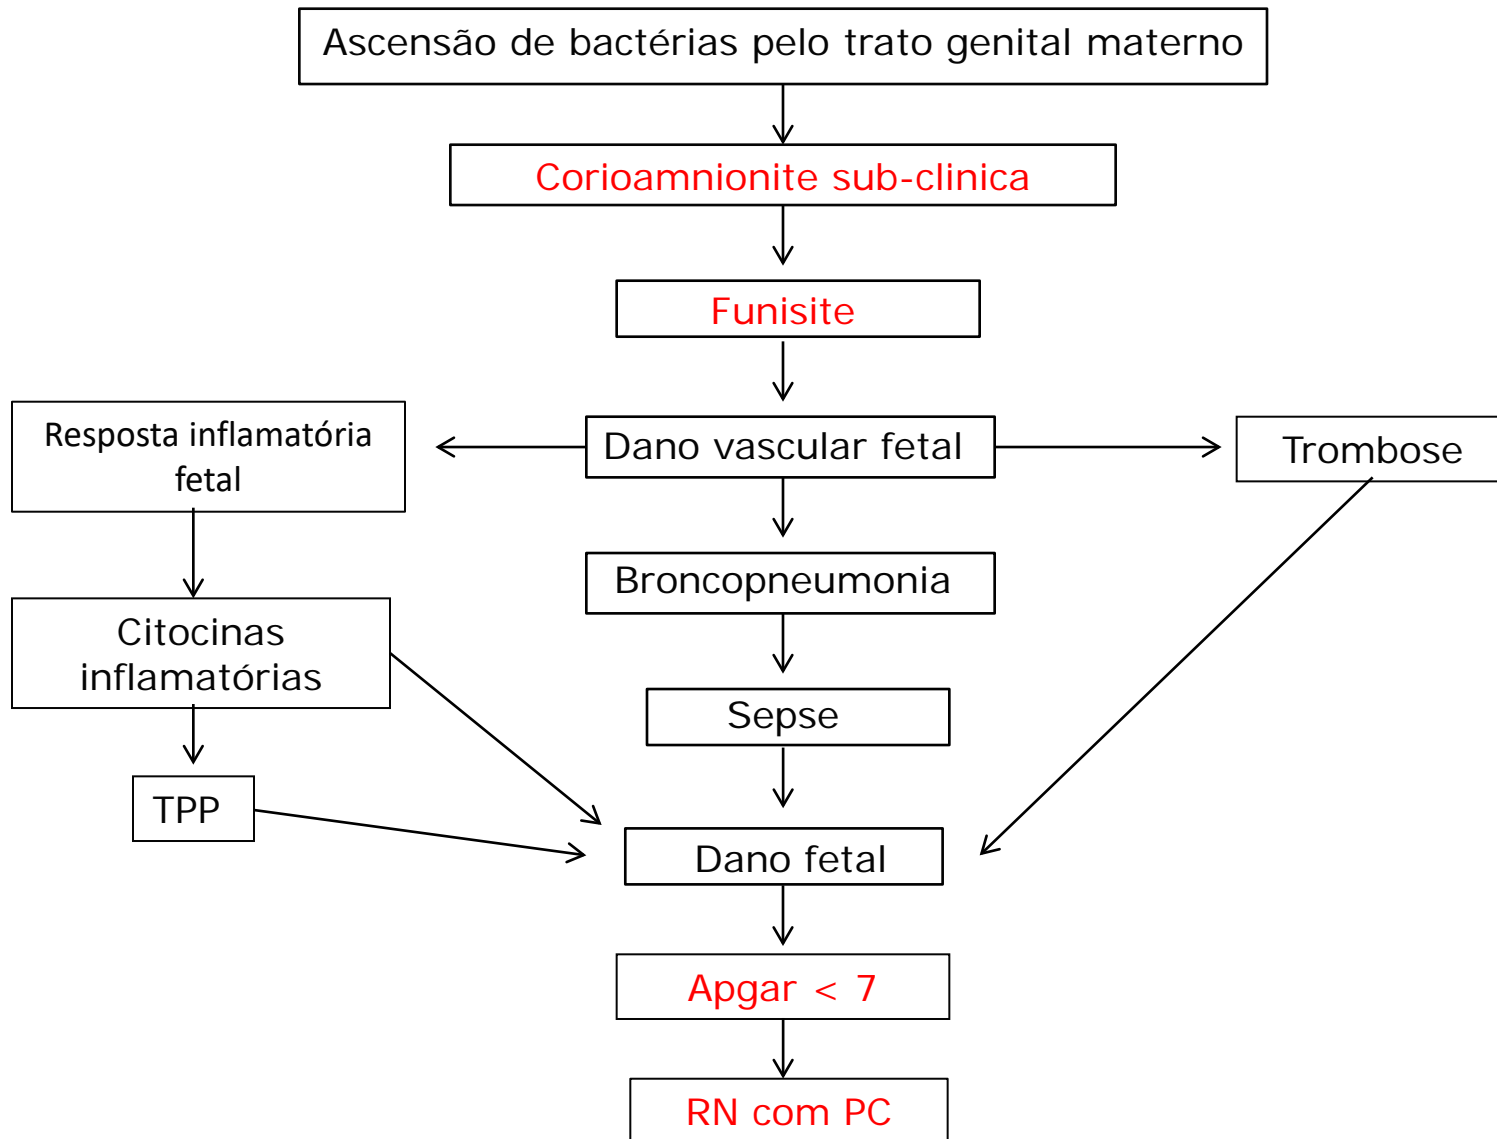 Ascensão de bactérias pelo trato genital materno
Corioamnionite sub-clinica
Funisite
Resposta inflamatória
fetal
Dano vascular fetal
Trombose
Broncopneumonia
Citocinas
inflamatórias
Sepse
TPP
Dano fetal
Apgar < 7
RN com PC